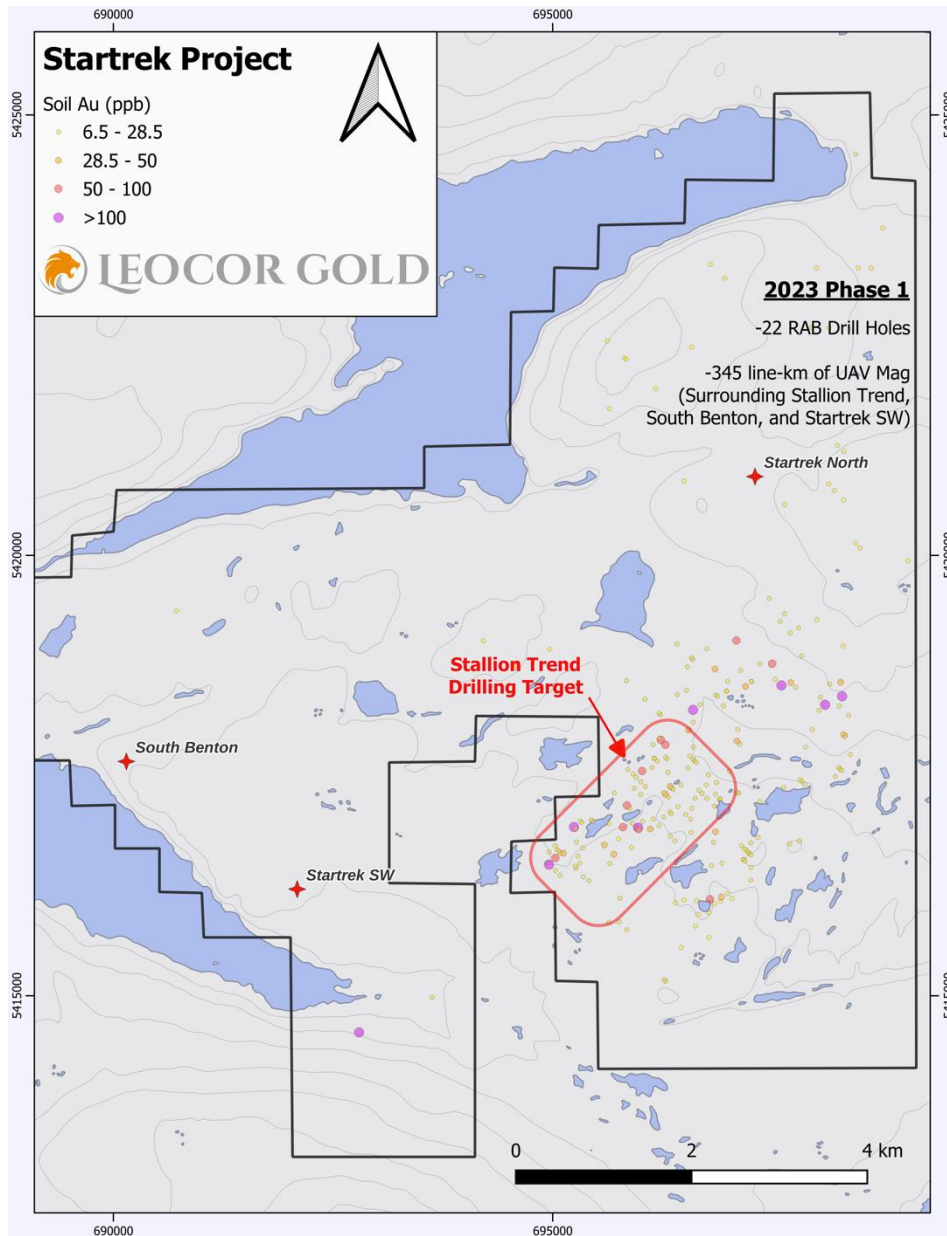 690000
695000
Startrek Project
Soil Au (ppb)
6.5 - 28.5
28.5 - 50
50 - 100
>100
LEOCOR GOLD
5425000
5425000
2023 Phase 1
-22 RAB Drill Holes
-345 line-km of UAV Mag
(Surrounding Stallion Trend,
South Benton, and Startrek SW)
Startrek North
5420000
5420000
Stallion Trend
Drilling Target
South Benton
Startrek SW
5415000
5415000
0
2
4 km
690000
695000